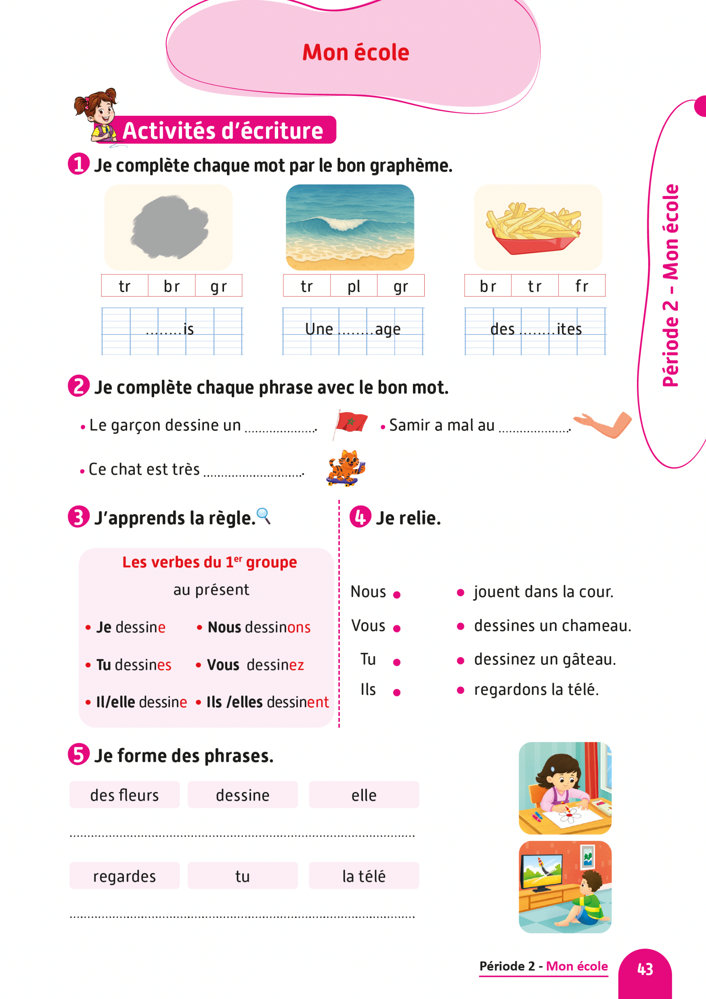 Mon école
Activités d'écriture
1 Je complète chaque mot par le bon graphème.
tr br gr
tr pl gr
br tr fr
........is
Une ........age
des ........ites
2 Je complète chaque phrase avec le bon mot.
• Le garçon dessine un ....................
• Samir a mal au ....................
• Ce chat est très ............................
3 J'apprends la règle.
Les verbes du 1er groupe
au présent
• Je dessine • Nous dessinons
• Tu dessines • Vous dessinez
• Il/elle dessine • Ils /elles dessinent
4 Je relie.
Nous • • jouent dans la cour.
Vous • • dessines un chameau.
Tu • • dessinez un gâteau.
Ils • • regardons la télé.
5 Je forme des phrases.
des fleurs dessine elle
....................................................................................................
regardes tu la télé
....................................................................................................
Période 2 - Mon école
Période 2 - Mon école
43